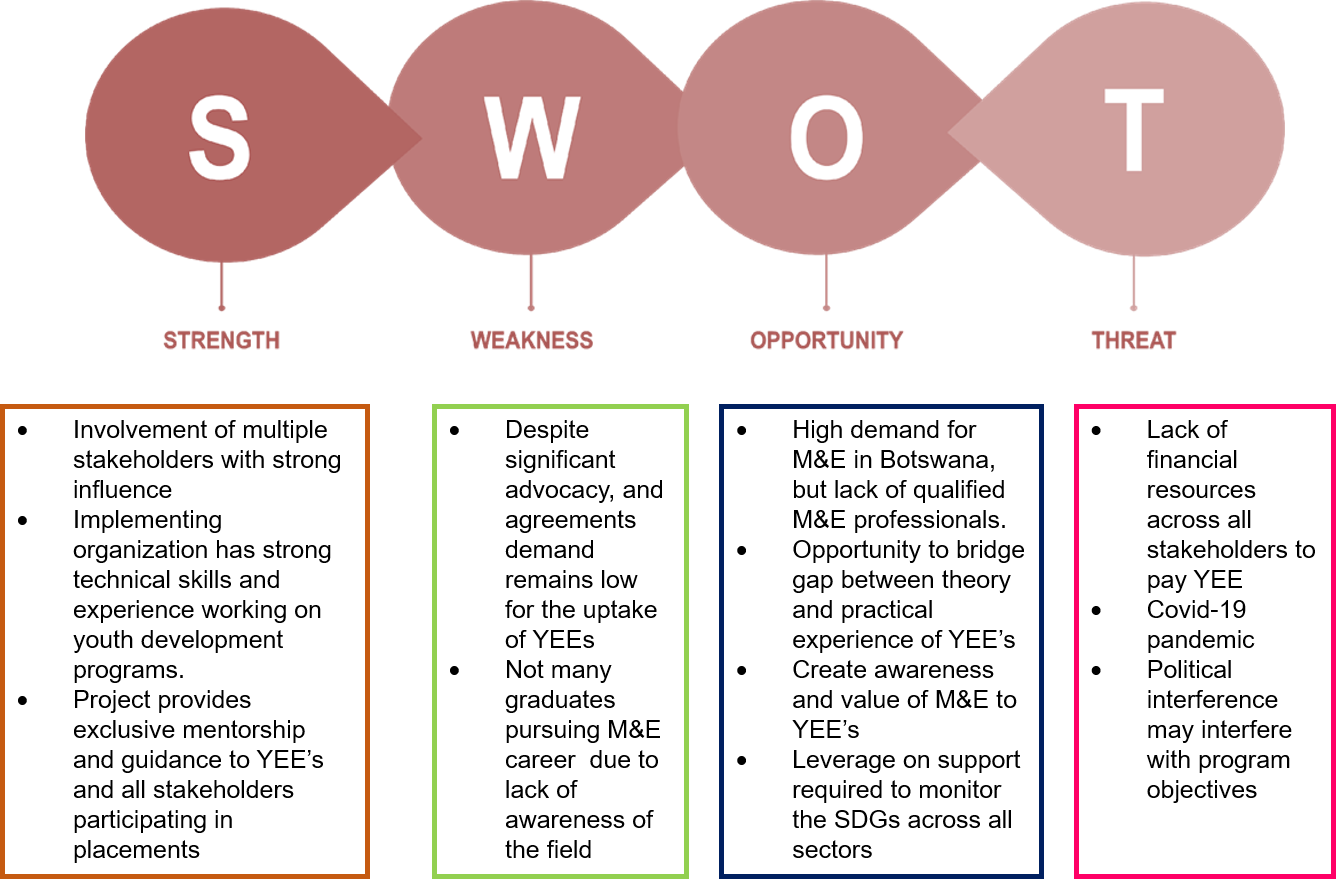 S
W
O
T
STRENGTH
WEAKNESS
OPPORTUNITY
THREAT
• Involvement of multiple
stakeholders with strong
influence
• Implementing
organization has strong
technical skills and
experience working on
youth development
programs.
• Project provides
exclusive mentorship
and guidance to YEE’s
and all stakeholders
participating in
placements
• Despite
significant
advocacy, and
agreements
demand
remains low
for the uptake
of YEEs
• Not many
graduates
pursuing M&E
career  due to
lack of
awareness of
the field
• High demand for
M&E in Botswana,
but lack of qualified
M&E professionals.
• Opportunity to bridge
gap between theory
and practical
experience of YEE’s
• Create awareness
and value of M&E to
YEE’s
• Leverage on support
required to monitor
the SDGs across all
sectors
• Lack of
financial
resources
across all
stakeholders to
pay YEE
• Covid-19
pandemic
• Political
interference
may interfere
with program
objectives